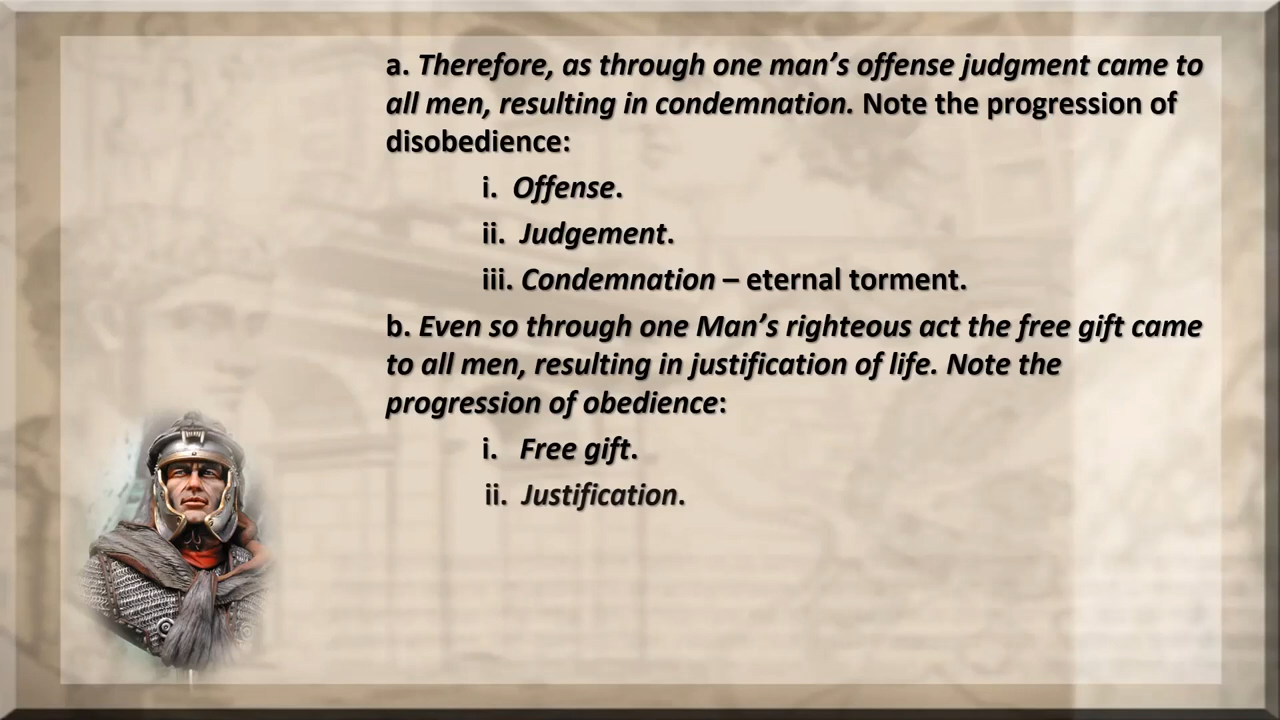 a. Therefore, as through one man’s offense judgment came to
all men, resulting in condemnation. Note the progression of
disobedience:
i. Offense.
ii. Judgement.
iii. Condemnation – eternal torment.
b. Even so through one Man’s righteous act the free gift came
to all men, resulting in justification of life. Note the
progression of obedience:
i. Free gift.
ii. Justification.